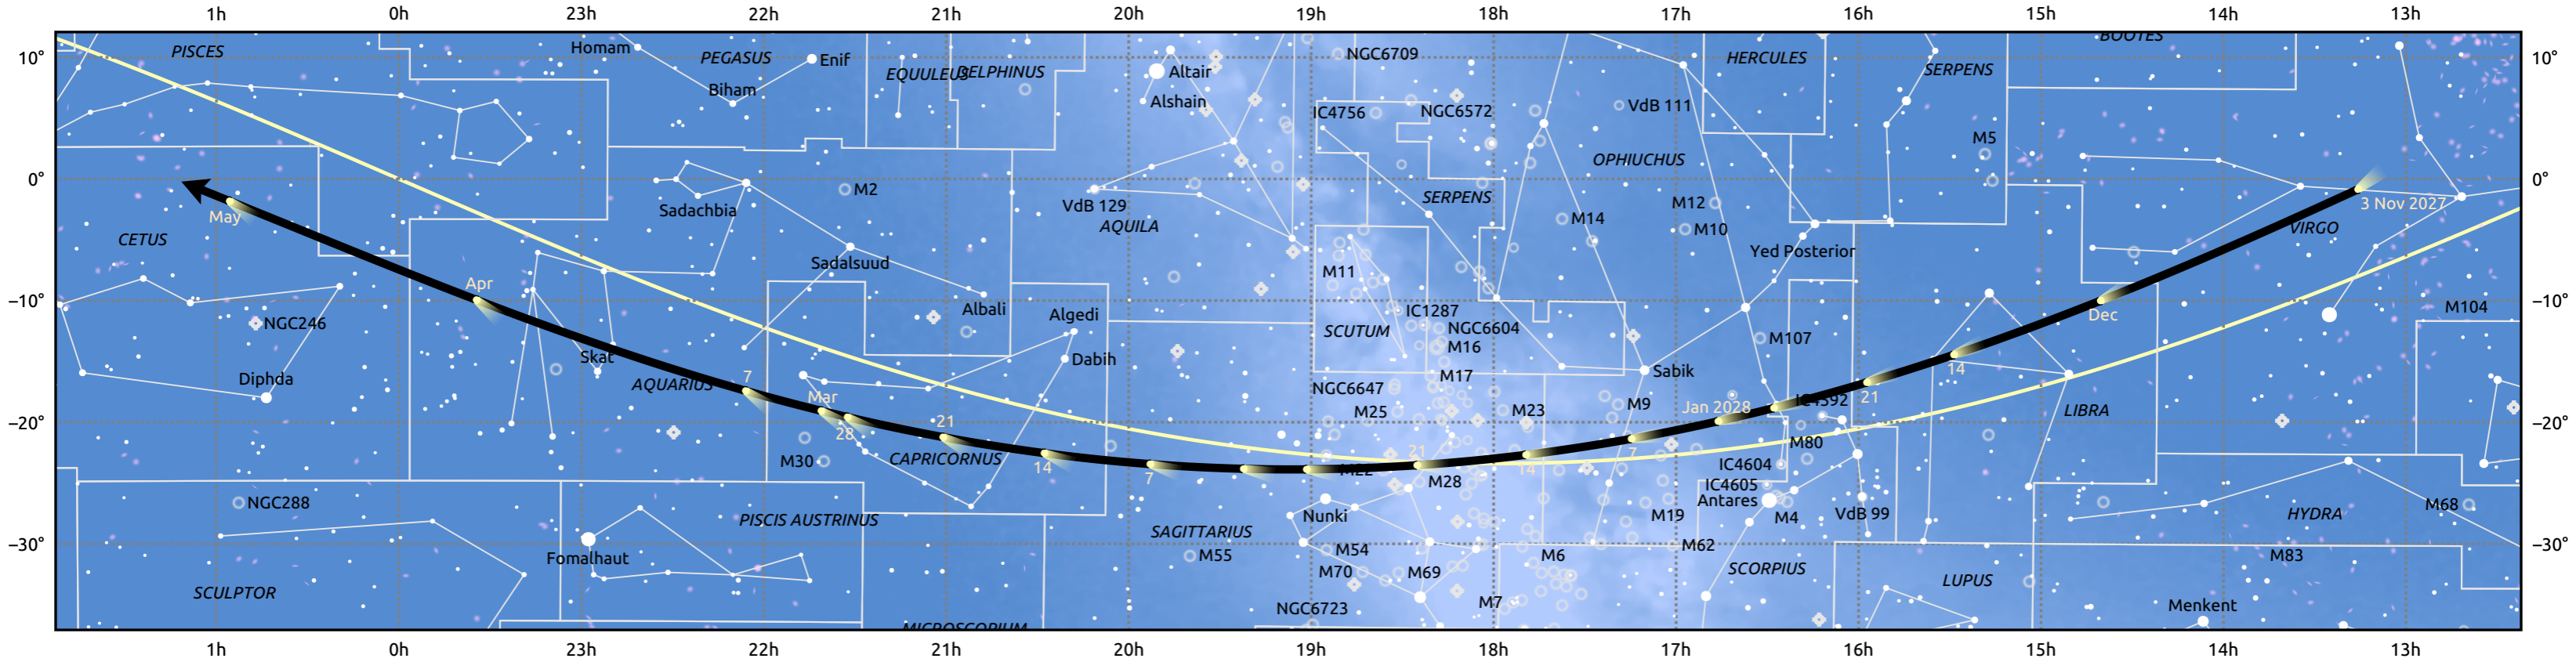 1h 0h 23h 22h 21h 20h 19h 18h 17h 16h 15h 14h 13h
BOOTES
PISCES Homam PEGASUS Enif NGC6709 HERCULES
10° 10°
EQUULEUS DELPHINUS Altair SERPENS
Biham Alshain IC4756 NGC6572 VdB 111
M5
OPHIUCHUS
0° M2 0°
SERPENS
Sadachbia VdB 129 M12 3 Nov 2027
May AQUILA M14 M10 VIRGO
CETUS Yed Posterior
Sadalsuud M11
Apr
-10° Albali IC1287 -10°
M104
NGC246 Algedi SCUTUM NGC6604 Dec
M16 M107
Skat Dabih
Diphda AQUARIUS 7 M17 Sabik 14
NGC6647
Mar M25 M23 M9 Jan 2028 IC4592 21
LIBRA
-20° 28 21 -20°
M80
M30 CAPRICORNUS 14 7 M22 21 14 7
IC4604
M28 IC4605
NGC288 Antares
Nunki M19 M4 VdB 99 M68
PISCIS AUSTRINUS SAGITTARIUS HYDRA
-30° Fomalhaut M55 M54 M6 M62 -30°
M83
M70 M69 SCORPIUS LUPUS
SCULPTOR NGC6723 M7 Menkent
MICROSCOPIUM
1h 0h 23h 22h 21h 20h 19h 18h 17h 16h 15h 14h 13h